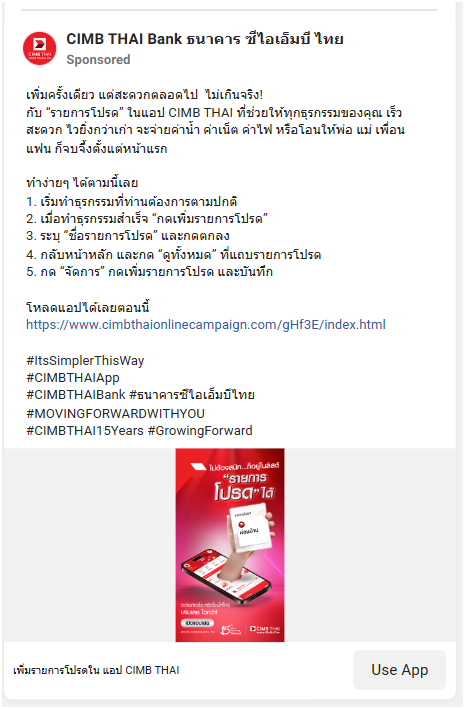 CIMB THAI Bank ธนาคาร ซีไอเอ็มบี ไทย
Sponsored
CIMB THAI
เพิ่มครั้งเดียว แต่สะดวกตลอดไป ไม่เกินจริง!
กับ “รายการโปรด” ในแอป CIMB THAI ที่ช่วยให้ทุกธุรกรรมของคุณ เร็ว
สะดวก ไวยิ่งกว่าเก่า จะจ่ายค่าน้ำ ค่าเน็ต ค่าไฟ หรือโอนให้พ่อ แม่ เพื่อน
แฟน ก็จบจึ้งตั้งแต่หน้าแรก
ทำง่ายๆ ได้ตามนี้เลย
1. เริ่มทำธุรกรรมที่ท่านต้องการตามปกติ
2. เมื่อทำธุรกรรมสำเร็จ “กดเพิ่มรายการโปรด”
3. ระบุ “ชื่อรายการโปรด” และกดตกลง
4. กลับหน้าหลัก และกด “ดูทั้งหมด” ที่แถบรายการโปรด
5. กด “จัดการ” กดเพิ่มรายการโปรด และบันทึก
โหลดแอปได้เลยตอนนี้
https://www.cimbthaionlinecampaign.com/gHf3E/index.html
#ItsSimplerThisWay
#CIMBTHAIApp
#CIMBTHAIBank #ธนาคารซีไอเอ็มบีไทย
#MOVINGFORWARDWITHYOU
#CIMBTHAI15Years #GrowingForward
ไม่ต้องสนิท...ก็อยู่ในลิสต์
“รายการ
โปรด” ได้
CIMB THAI
เพิ่มรายการโปรดใน แอป CIMB THAI
Use App